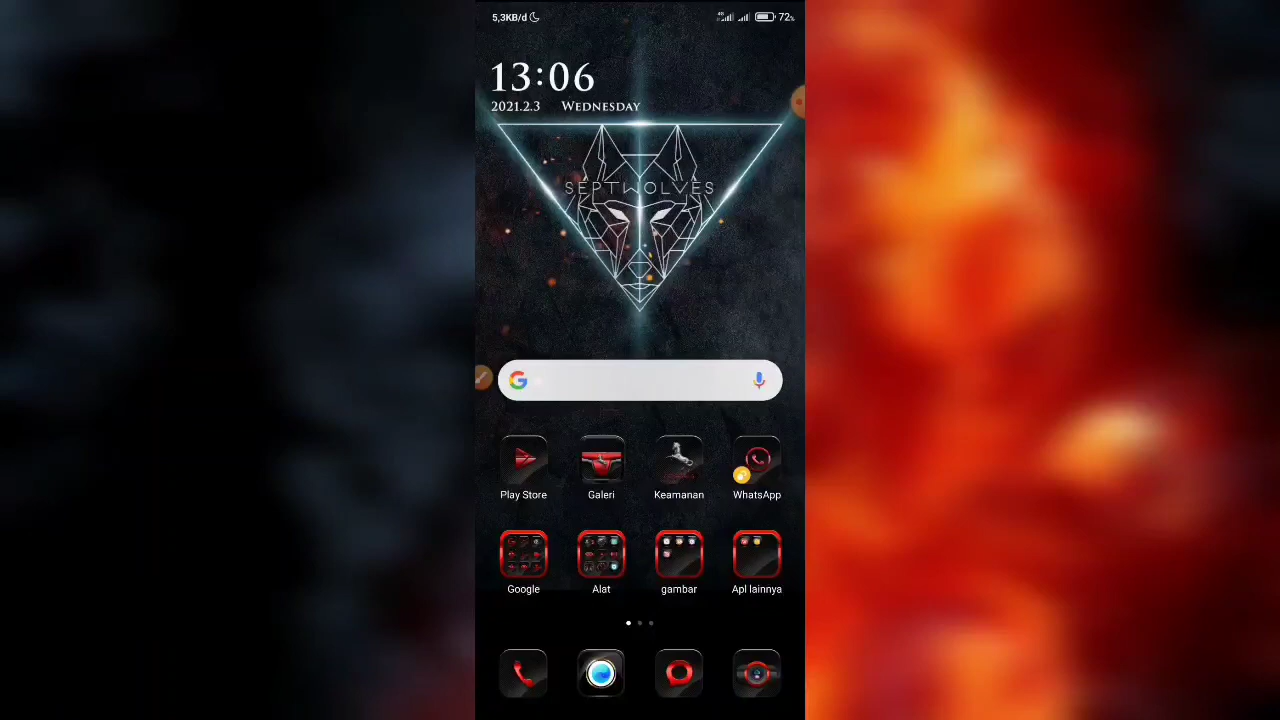 5,3KB/d 4G 72%
13:06
2021.2.3 WEDNESDAY
SEPTWOLVES
Play Store Galeri Keamanan WhatsApp
Google Alat gambar Apl lainnya